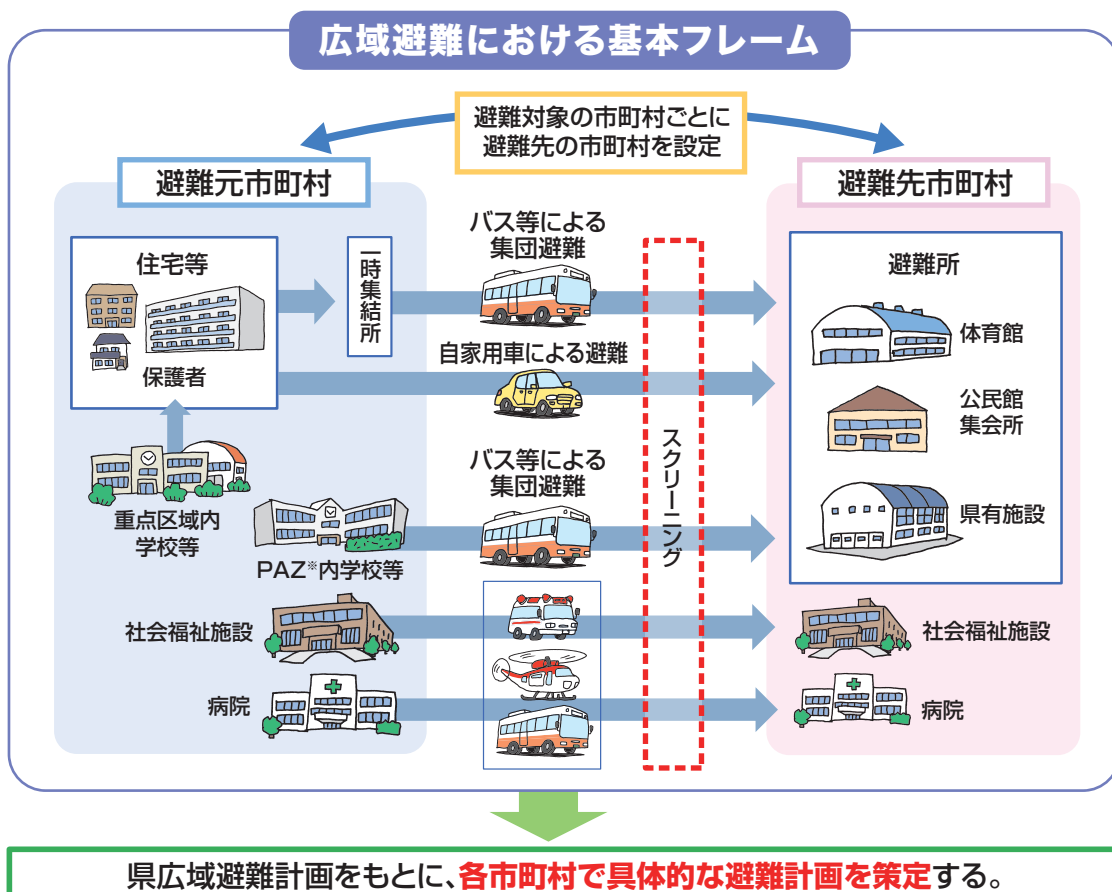 広域避難における基本フレーム
避難対象の市町村ごとに
避難先の市町村を設定
避難元市町村
避難先市町村
住宅等
保護者
一時集結所
バス等による
集団避難
自家用車による避難
重点区域内
学校等
PAZ※内学校等
バス等による
集団避難
社会福祉施設
病院
スクリーニング
避難所
体育館
公民館
集会所
県有施設
社会福祉施設
病院
県広域避難計画をもとに、各市町村で具体的な避難計画を策定する。